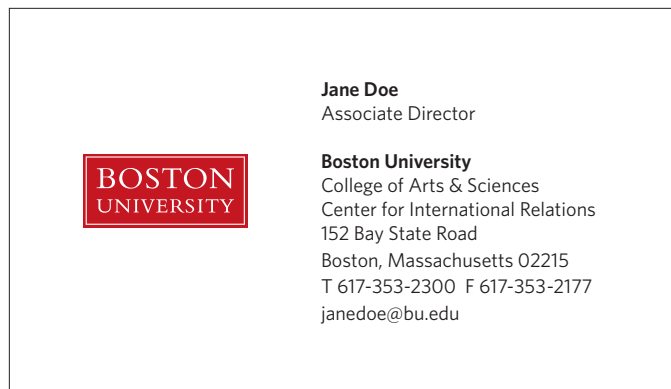 BOSTON
UNIVERSITY
Jane Doe
Associate Director
Boston University
College of Arts & Sciences
Center for International Relations
152 Bay State Road
Boston, Massachusetts 02215
T 617-353-2300 F 617-353-2177
janedoe@bu.edu